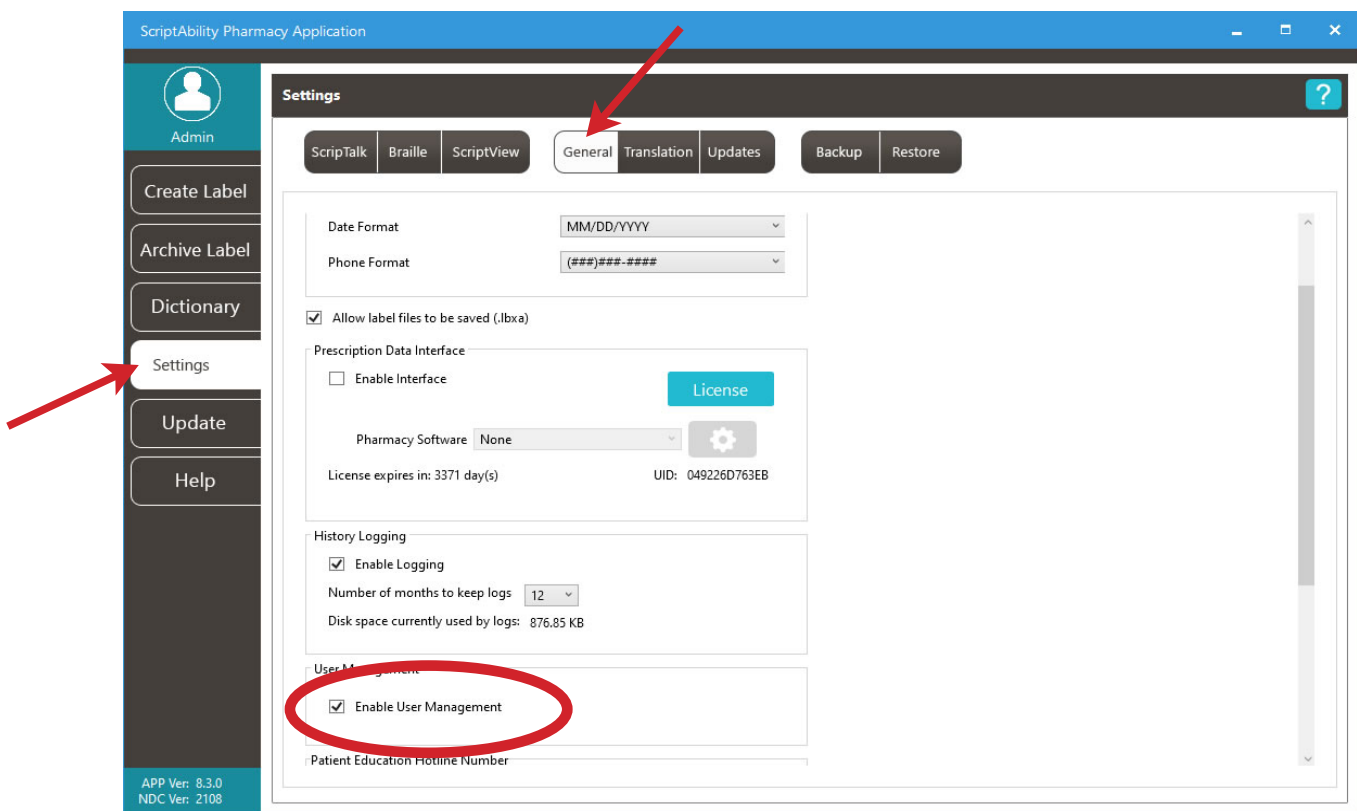 ScriptAbility Pharmacy Application
Admin
Create Label
Archive Label
Dictionary
Settings
Update
Help
APP Ver: 8.3.0
NDC Ver: 2108
Settings
?
ScripTalk Braille ScriptView General Translation Updates Backup Restore
Date Format MM/DD/YYYY
Phone Format (###)###-####
Allow label files to be saved (.lbxa)
Prescription Data Interface
Enable Interface
License
Pharmacy Software None
License expires in: 3371 day(s) UID: 049226D763EB
History Logging
Enable Logging
Number of months to keep logs 12
Disk space currently used by logs: 876.85 KB
User Management
Enable User Management
Patient Education Hotline Number